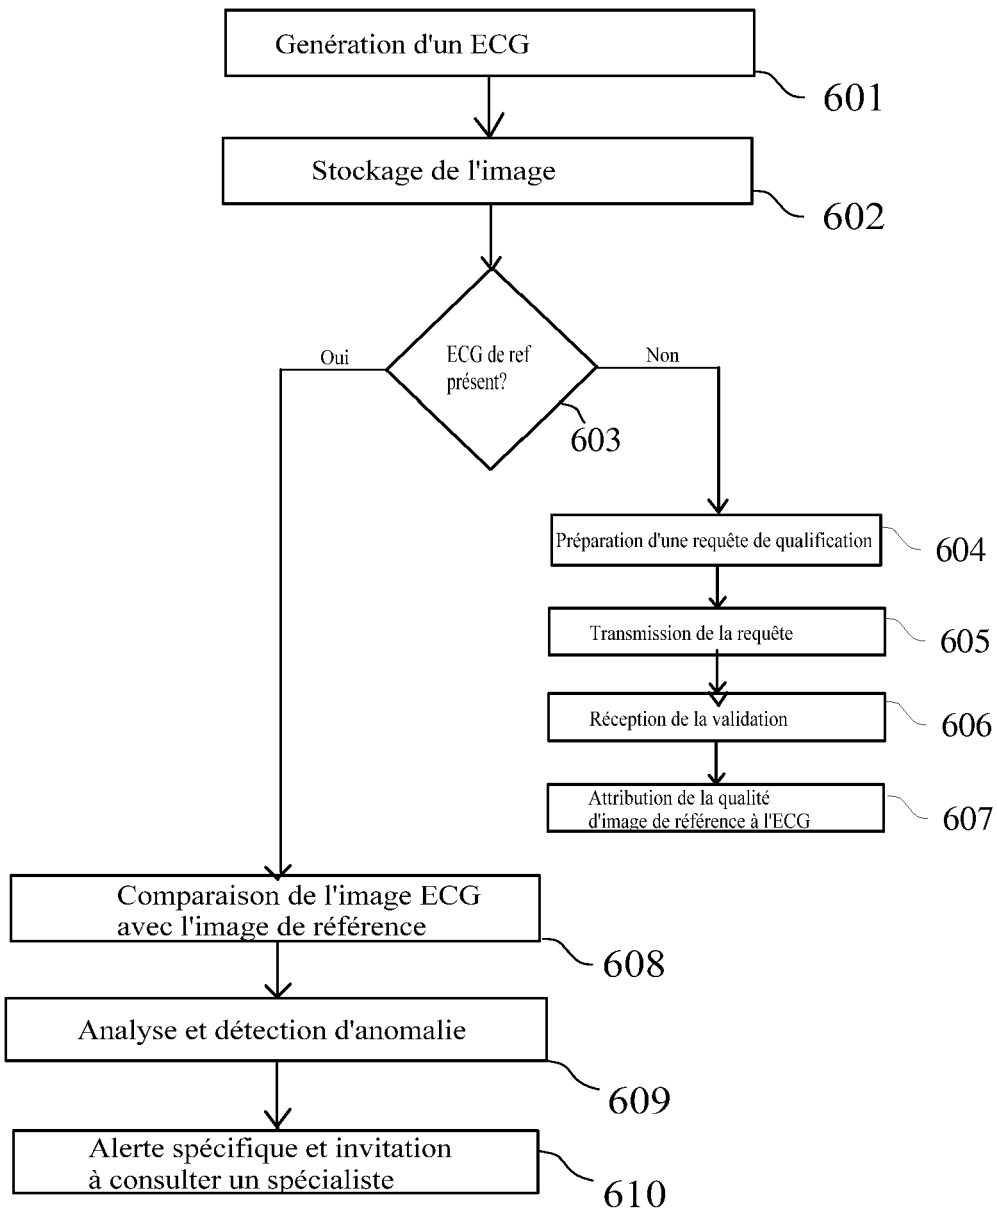 Genération d'un ECG
601
Stockage de l'image
602
ECG de ref
présent?
Oui
Non
603
Préparation d'une requête de qualification
604
Transmission de la requête
605
Réception de la validation
606
Attribution de la qualité
d'image de référence à l'ECG
607
Comparaison de l'image ECG
avec l'image de référence
608
Analyse et détection d'anomalie
609
Alerte spécifique et invitation
à consulter un spécialiste
610